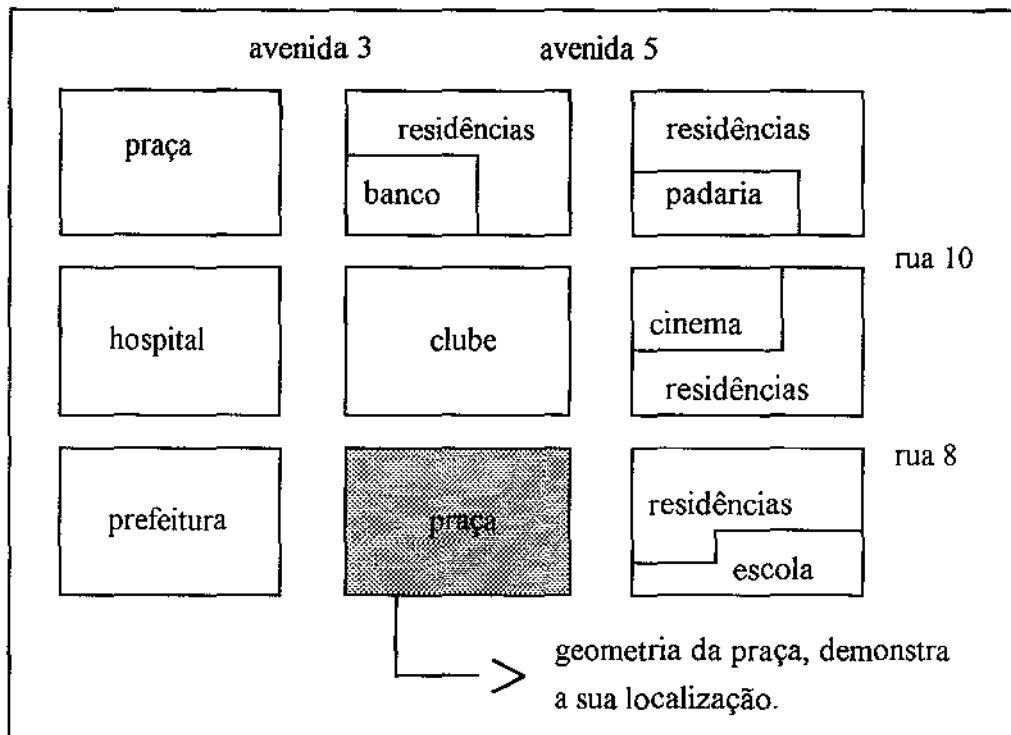 avenida 3 avenida 5
praça residências residências
banco padaria
rua 10
hospital clube cinema
residências
rua 8
prefeitura praça residências
escola
geometria da praça, demonstra
a sua localização.